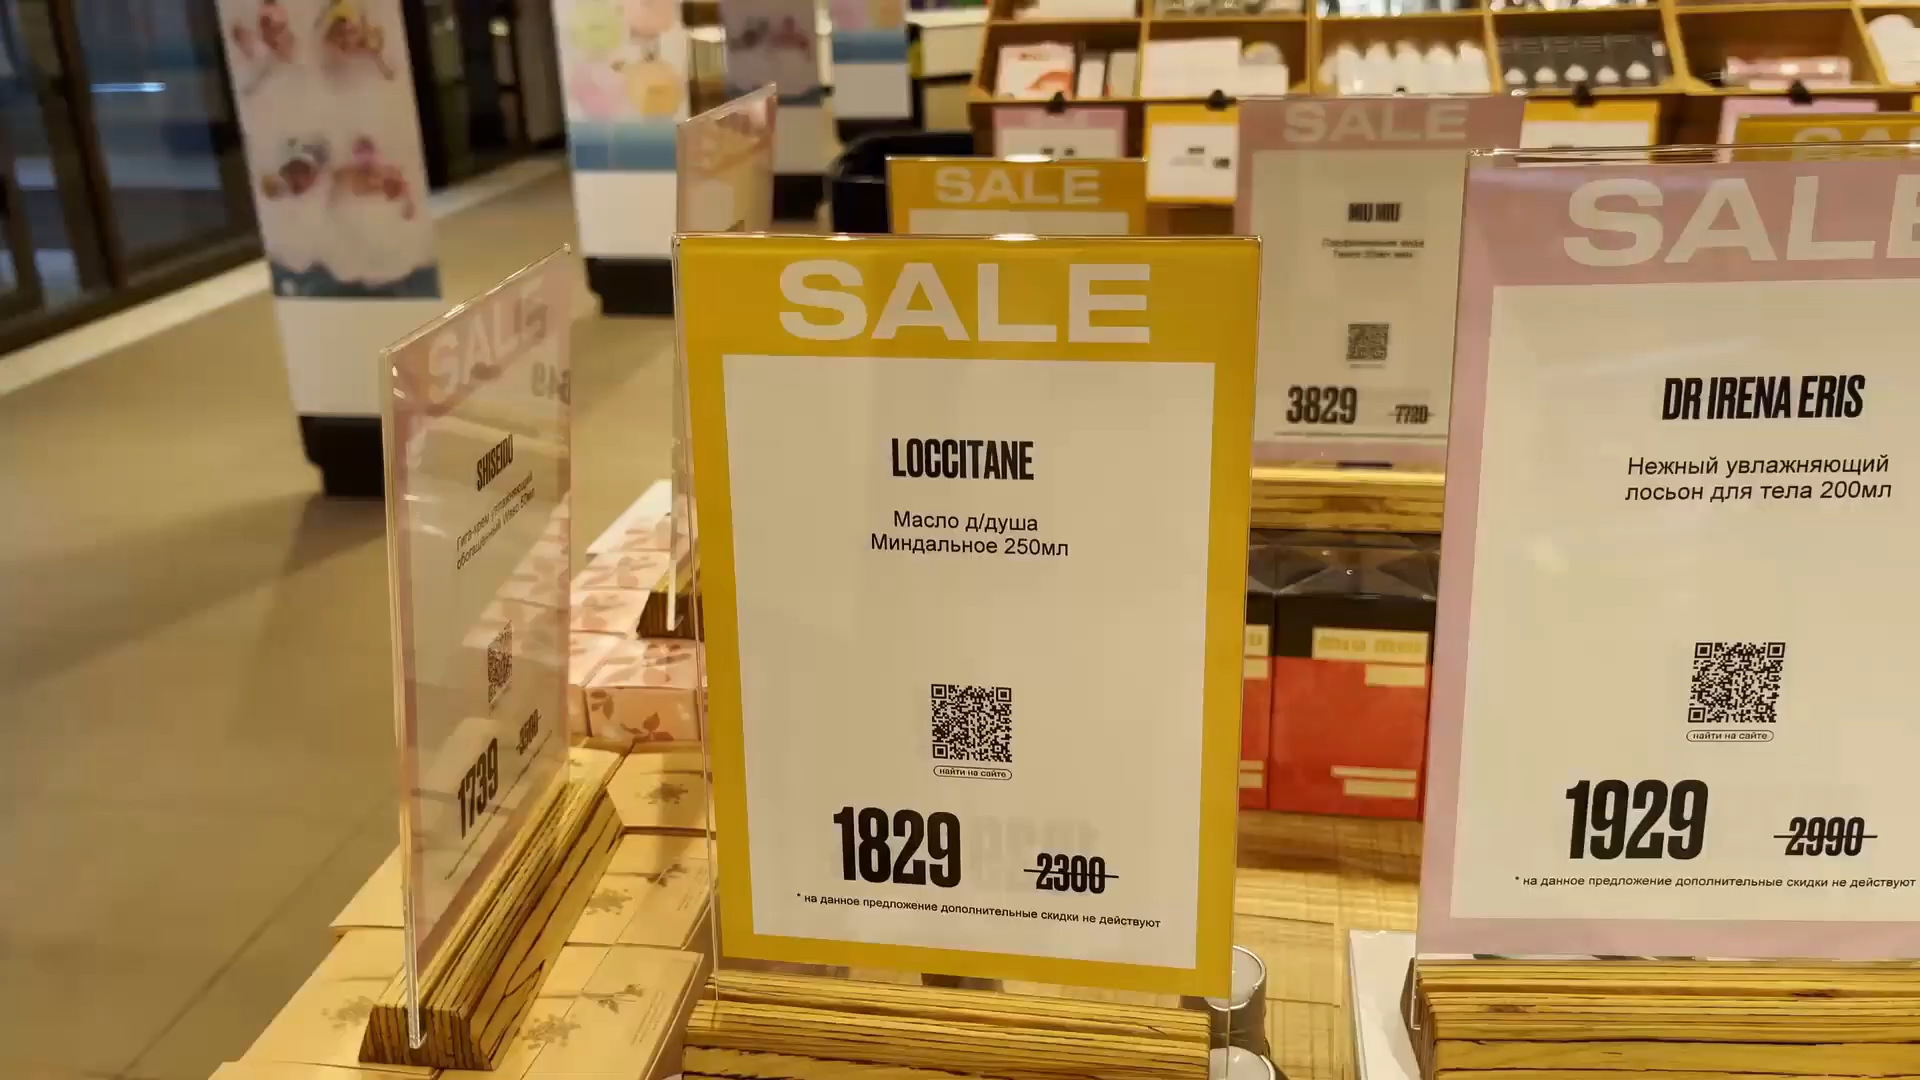 SALE
SHISEIDO
1739
SALE
SALE
LOCCITANE
Масло д/душа
Миндальное 250мл
найти на сайте
1829
2300
* на данное предложение дополнительные скидки не действуют
SALE
MIU MIU
3829
7720
SALE
DR IRENA ERIS
Нежный увлажняющий
лосьон для тела 200мл
найти на сайте
1929
2990
* на данное предложение дополнительные скидки не действуют